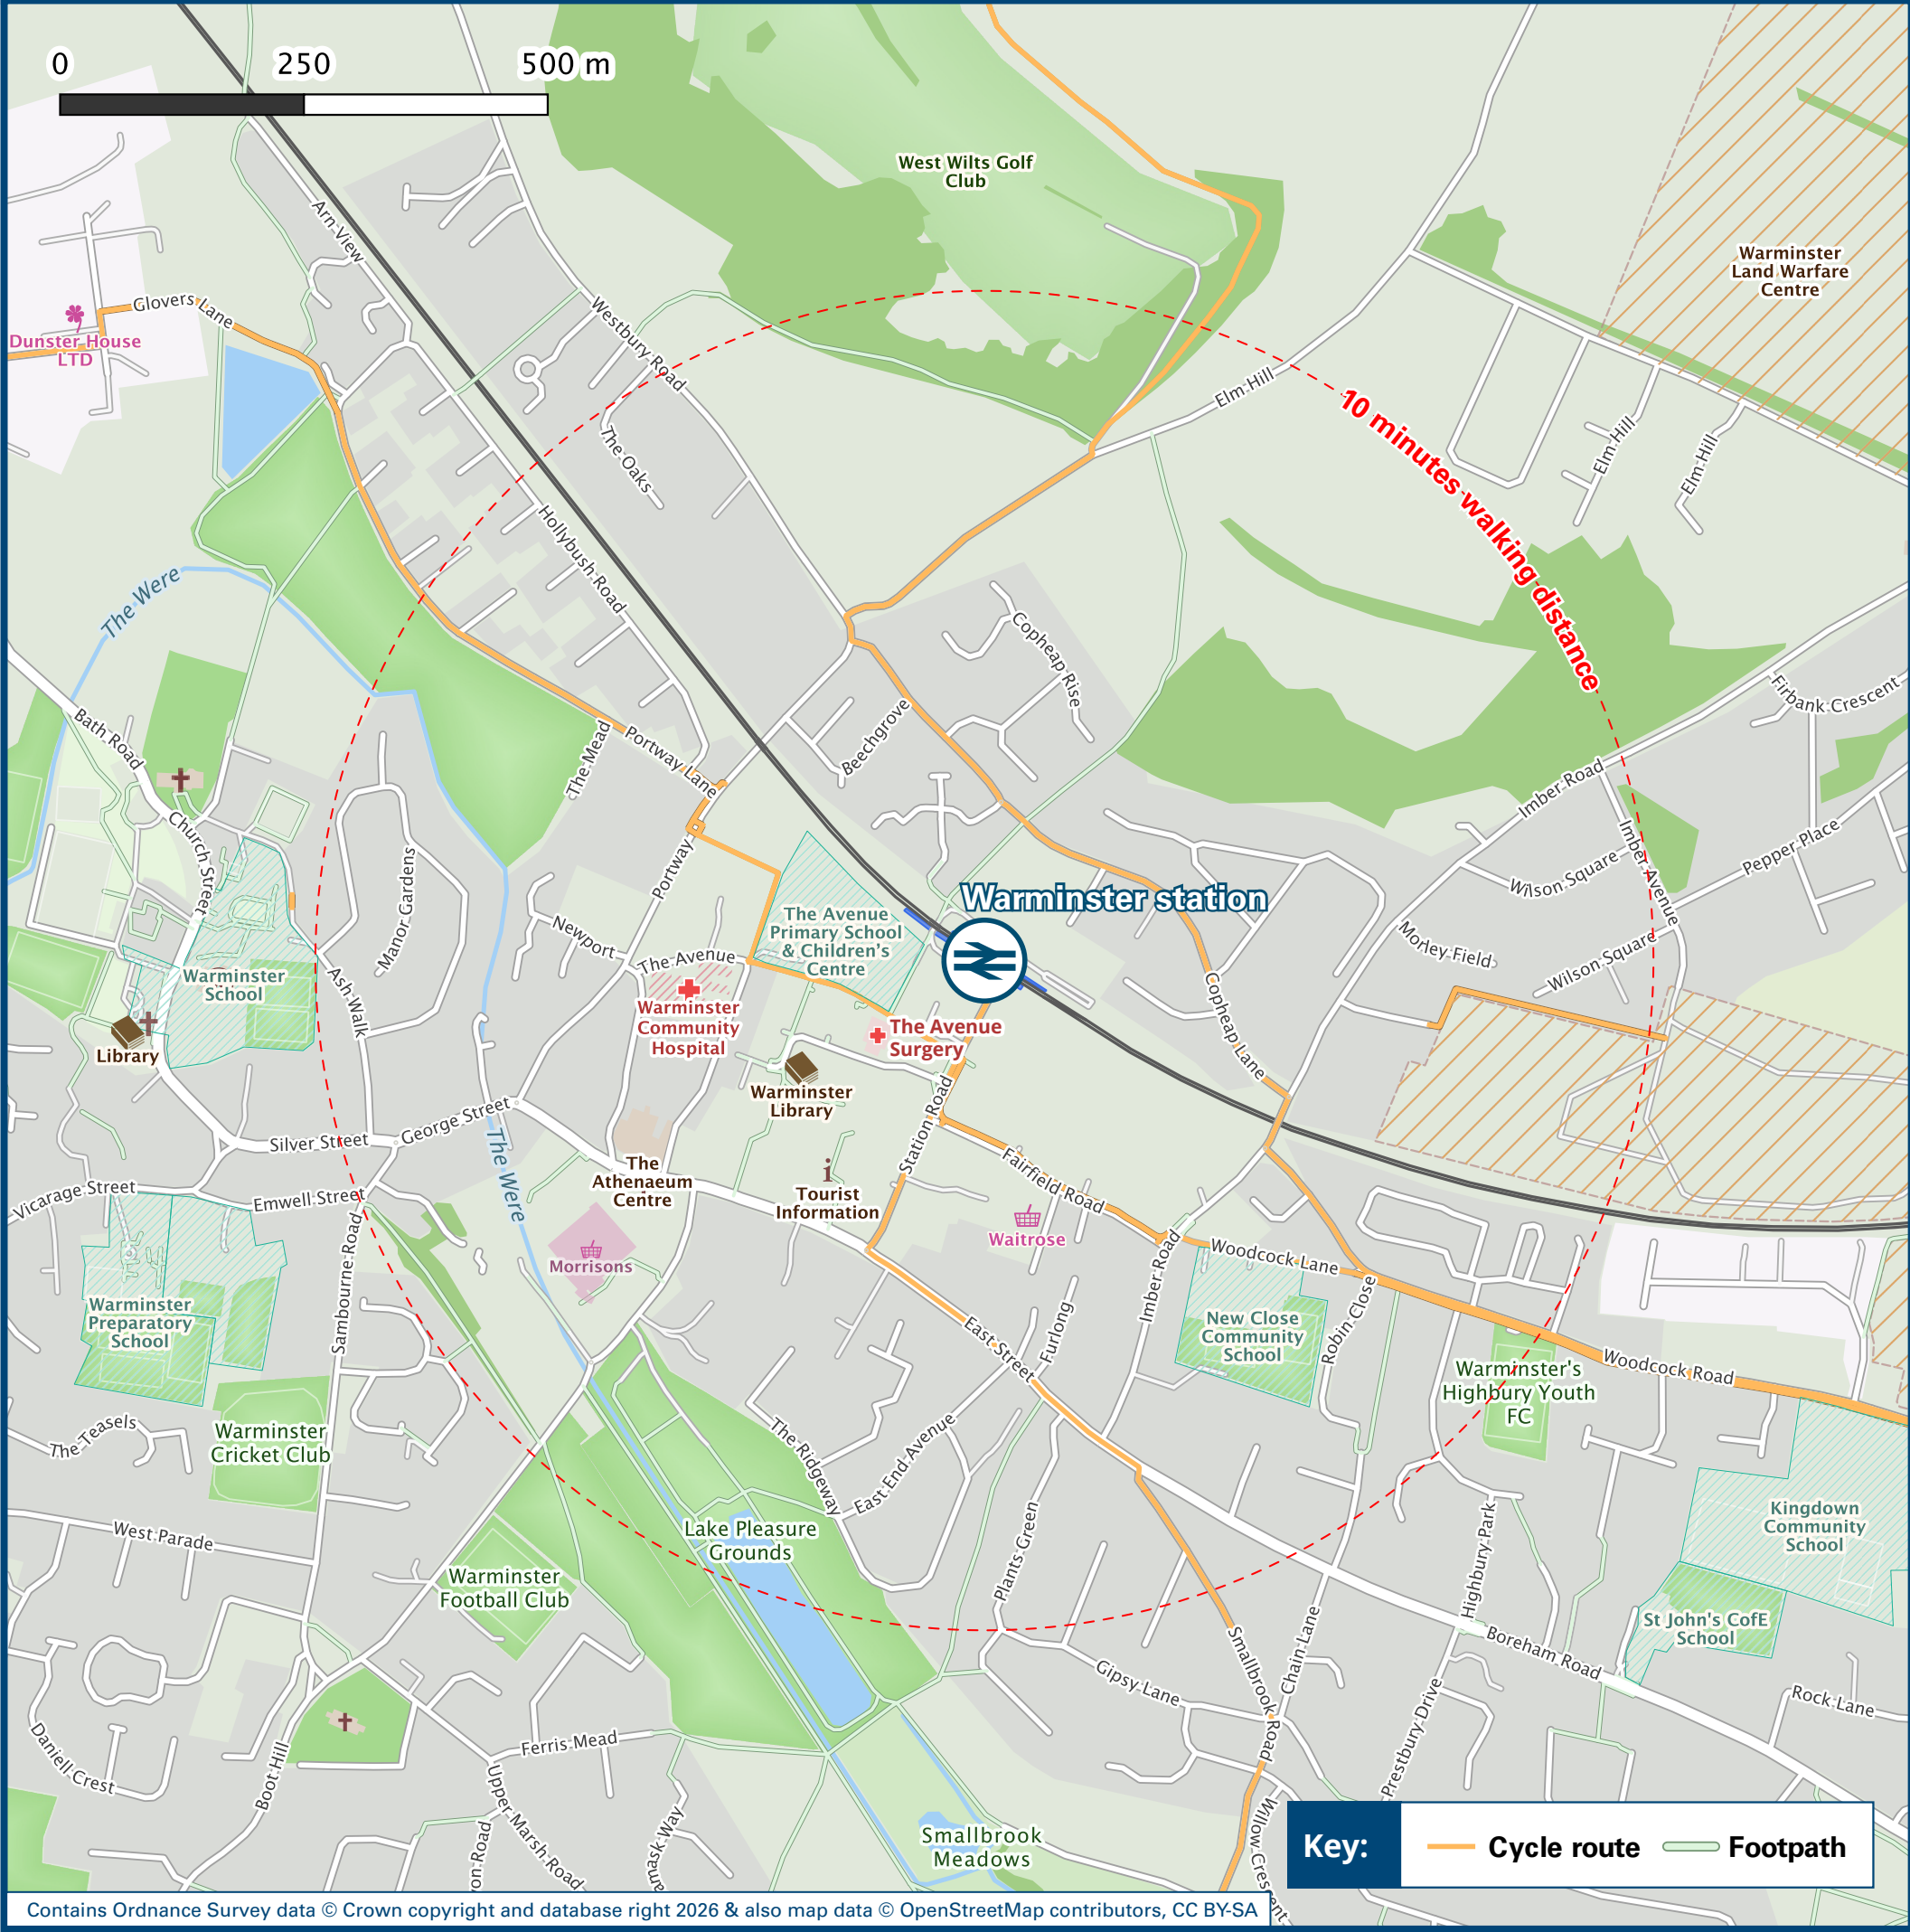 0 250 500 m
West Wilts Golf
Club
Arn View
Warminster
Land Warfare
Centre
Glovers Lane
Dunster House
LTD
Westbury Road
Elm Hill
10 minutes walking distance
The Oaks
Elm Hill
Elm Hill
Hollybush Road
The Were
Copheap Rise
Firbank Crescent
Bath Road
The Mead
Portway Lane
Beechgrove
Imber Road
Church Street
Manor Gardens
Portway
Imber Avenue
Pepper Place
Wilson Square
Warminster station
The Avenue
Primary School
& Children's
Centre
Newport
The Avenue
Morley Field
Wilson Square
Warminster
School
Ash Walk
Warminster
Community
Hospital
The Avenue
Surgery
Copheap Lane
Library
Warminster
Library
Station Road
George Street
Silver Street
The Were
Fairfield Road
The
Athenaeum
Centre
Tourist
Information
Vicarage Street
Emwell Street
Waitrose
Woodcock Lane
Imber Road
Morrisons
Sambourne Road
Warminster
Preparatory
School
New Close
Community
School
Robin Close
East Street
Furlong
Woodcock Road
Warminster's
Highbury Youth
FC
The Teasels
Warminster
Cricket Club
The Ridgeway
East End Avenue
West Parade
Lake Pleasure
Grounds
Plants Green
Highbury Park
Kingdown
Community
School
Warminster
Football Club
St John's CofE
School
Smallbrook Road
Chain Lane
Boreham Road
Gipsy Lane
Rock Lane
Prestbury Drive
Daniell Crest
Boot Hill
Ferris Mead
Upper Marsh Road
on Road
mask Way
Willow Crescent
Smallbrook
Meadows
Key: Cycle route Footpath
Contains Ordnance Survey data © Crown copyright and database right 2026 & also map data © OpenStreetMap contributors, CC BY-SA